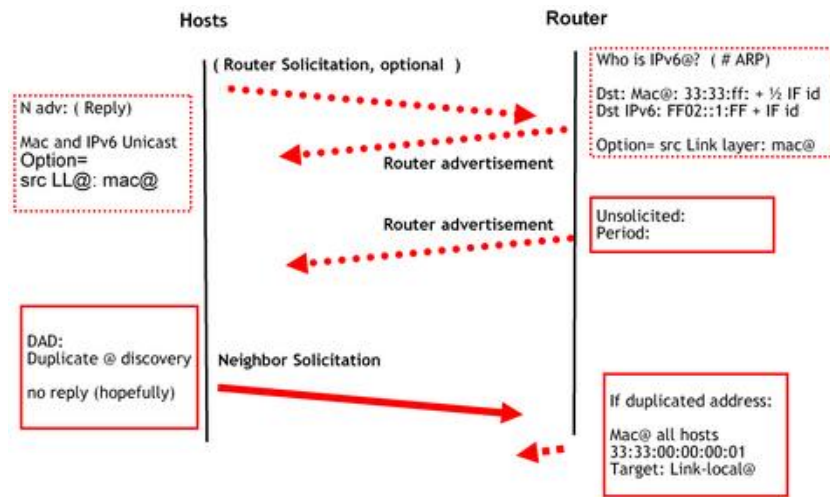 Hosts
Router
( Router Solicitation, optional )
Who is IPv6@? ( # ARP)
Dst: Mac@: 33:33:ff: + ½ IF id
Dst IPv6: FF02::1:FF + IF id
Option= src Link layer: mac@
N adv: ( Reply)
Mac and IPv6 Unicast
Option=
src LL@: mac@
Router advertisement
Router advertisement
Unsolicited:
Period:
DAD:
Duplicate @ discovery
no reply (hopefully)
Neighbor Solicitation
If duplicated address:
Mac@ all hosts
33:33:00:00:00:01
Target: Link-local@